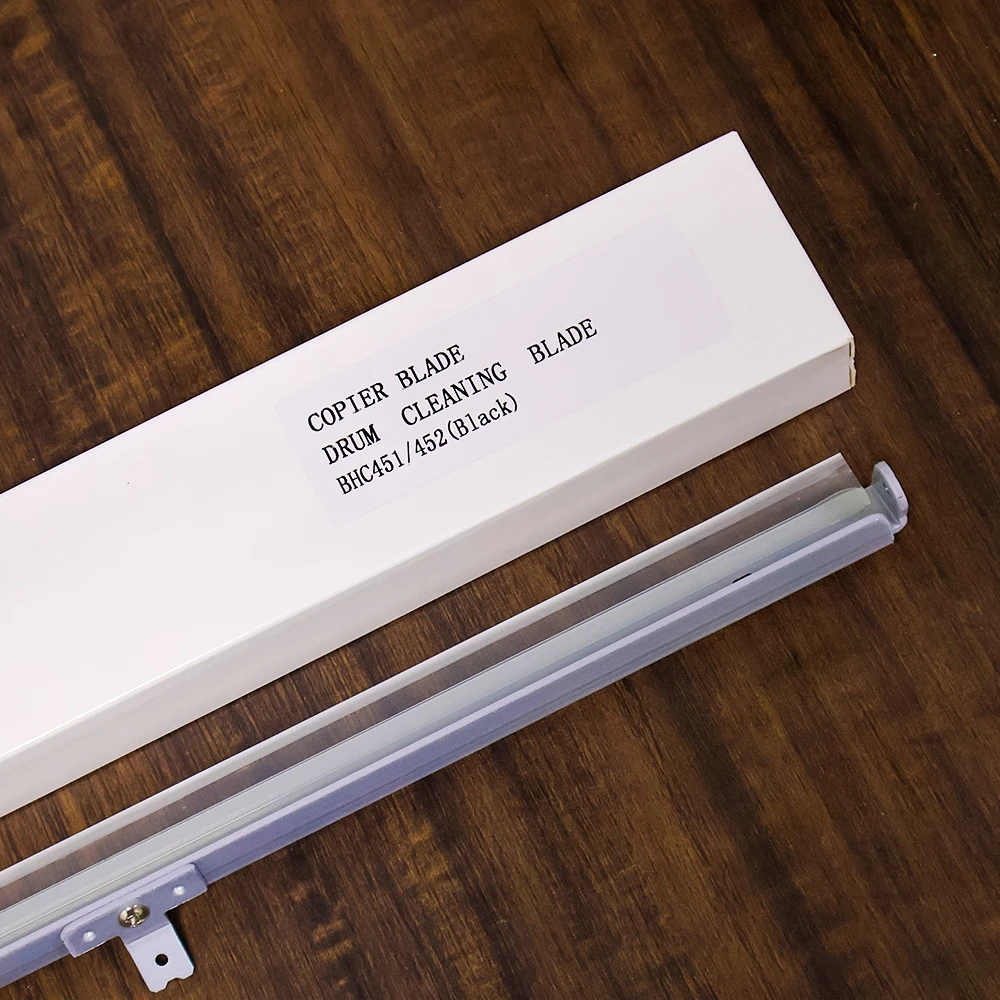 COPIER BLADE
DRUM CLEANING BLADE
BHC451/452(Black)